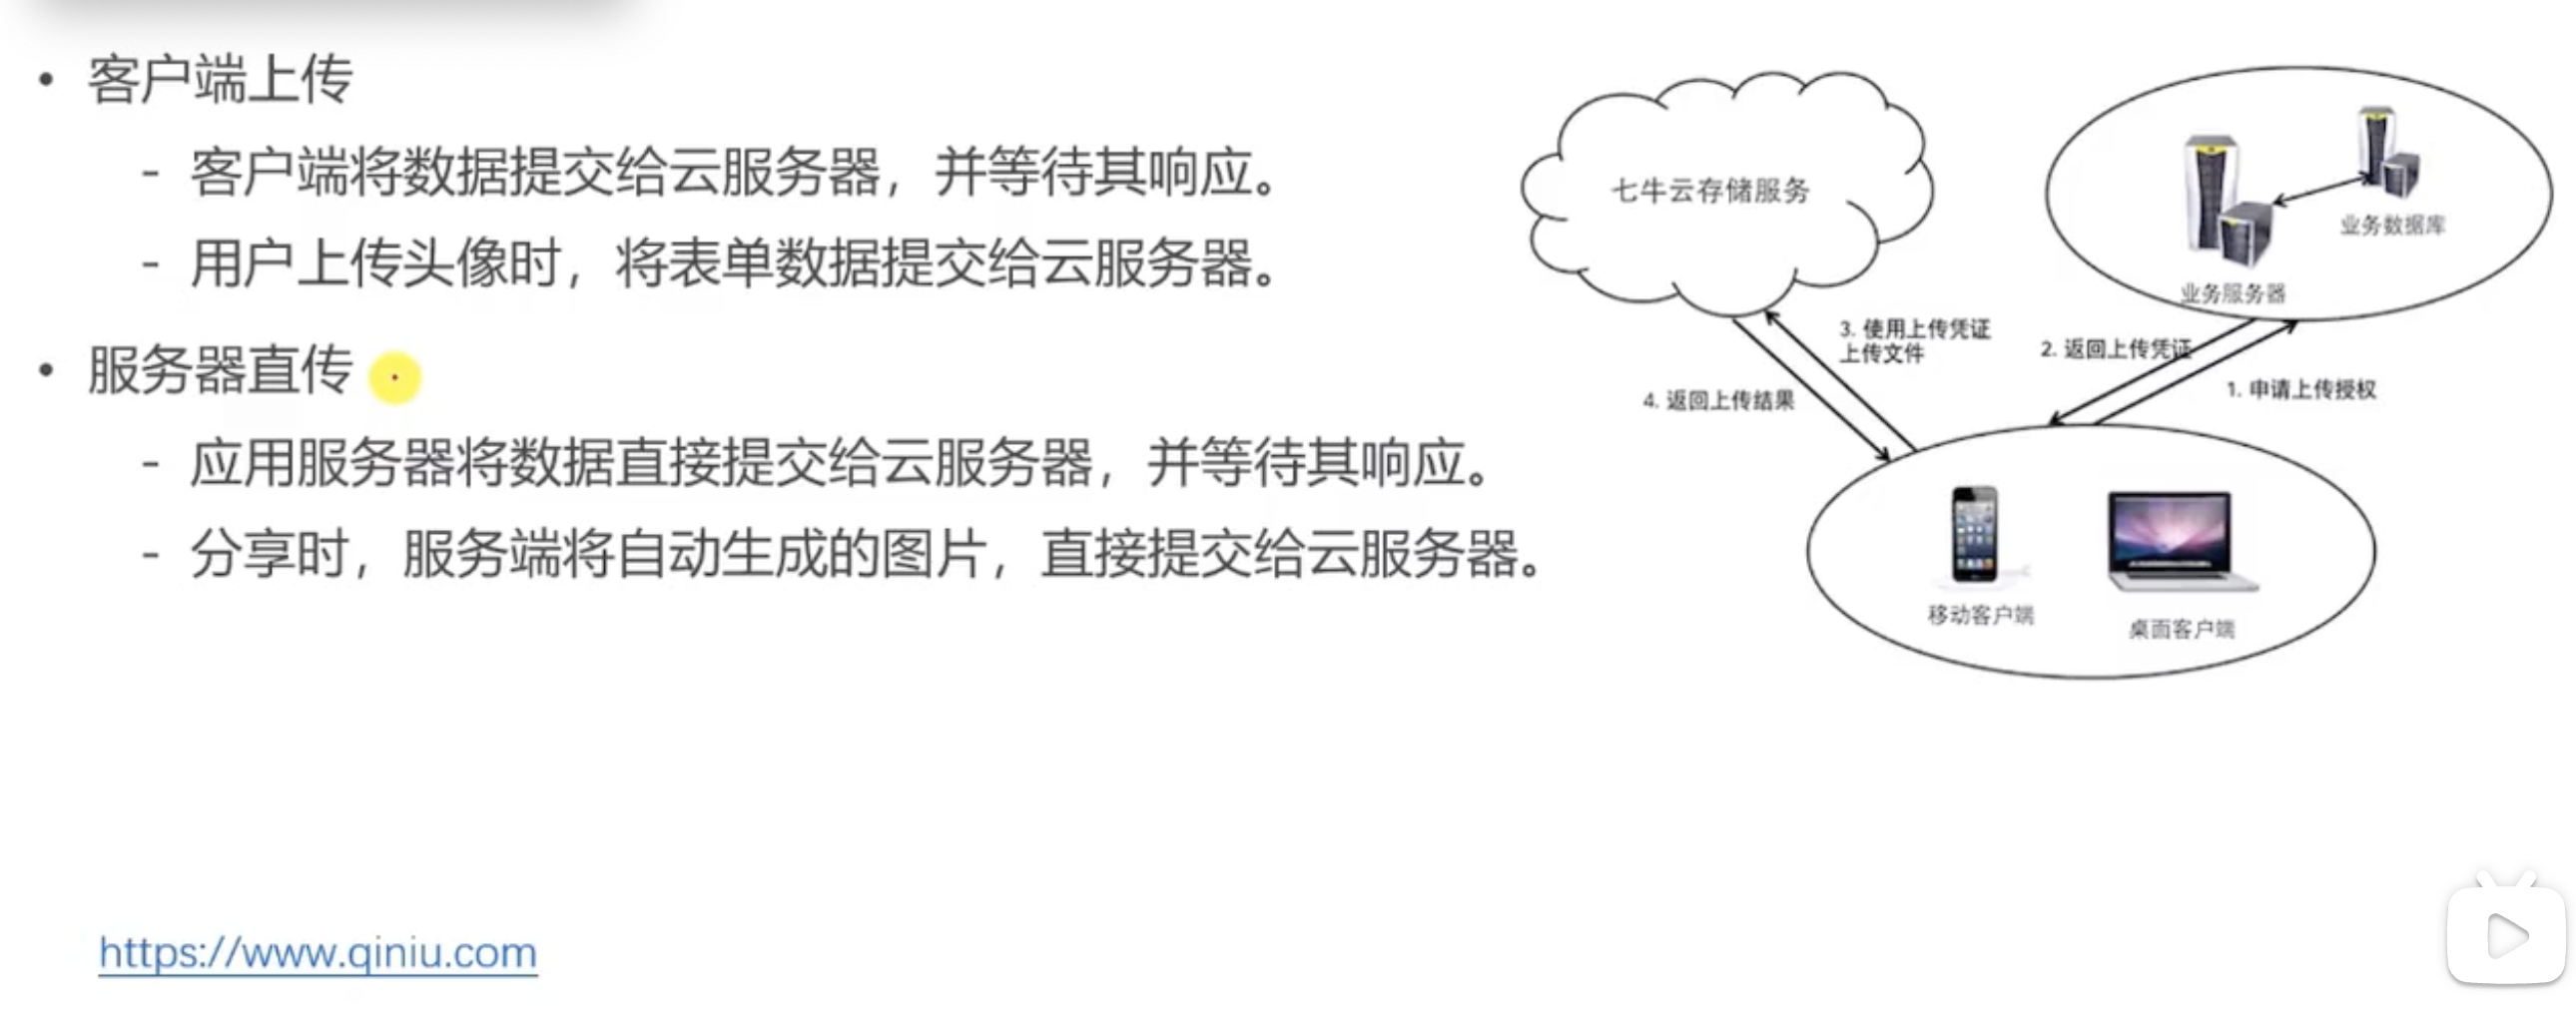 • 客户端上传
- 客户端将数据提交给云服务器，并等待其响应。
- 用户上传头像时，将表单数据提交给云服务器。
• 服务器直传
- 应用服务器将数据直接提交给云服务器，并等待其响应。
- 分享时，服务端将自动生成的图片，直接提交给云服务器。
https://www.qiniu.com
七牛云存储服务
业务数据库
业务服务器
3. 使用上传凭证
上传文件
2. 返回上传凭证
1. 申请上传授权
4. 返回上传结果
移动客户端
桌面客户端